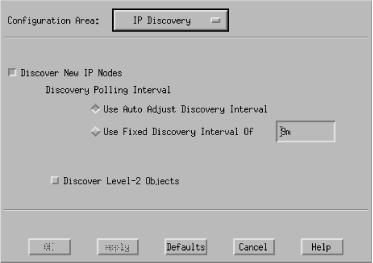 Configuration Area: IP Discovery
Discover New IP Nodes
Discovery Polling Interval
Use Auto Adjust Discovery Interval
Use Fixed Discovery Interval Of
Discover Level-2 Objects
OK Apply Defaults Cancel Help